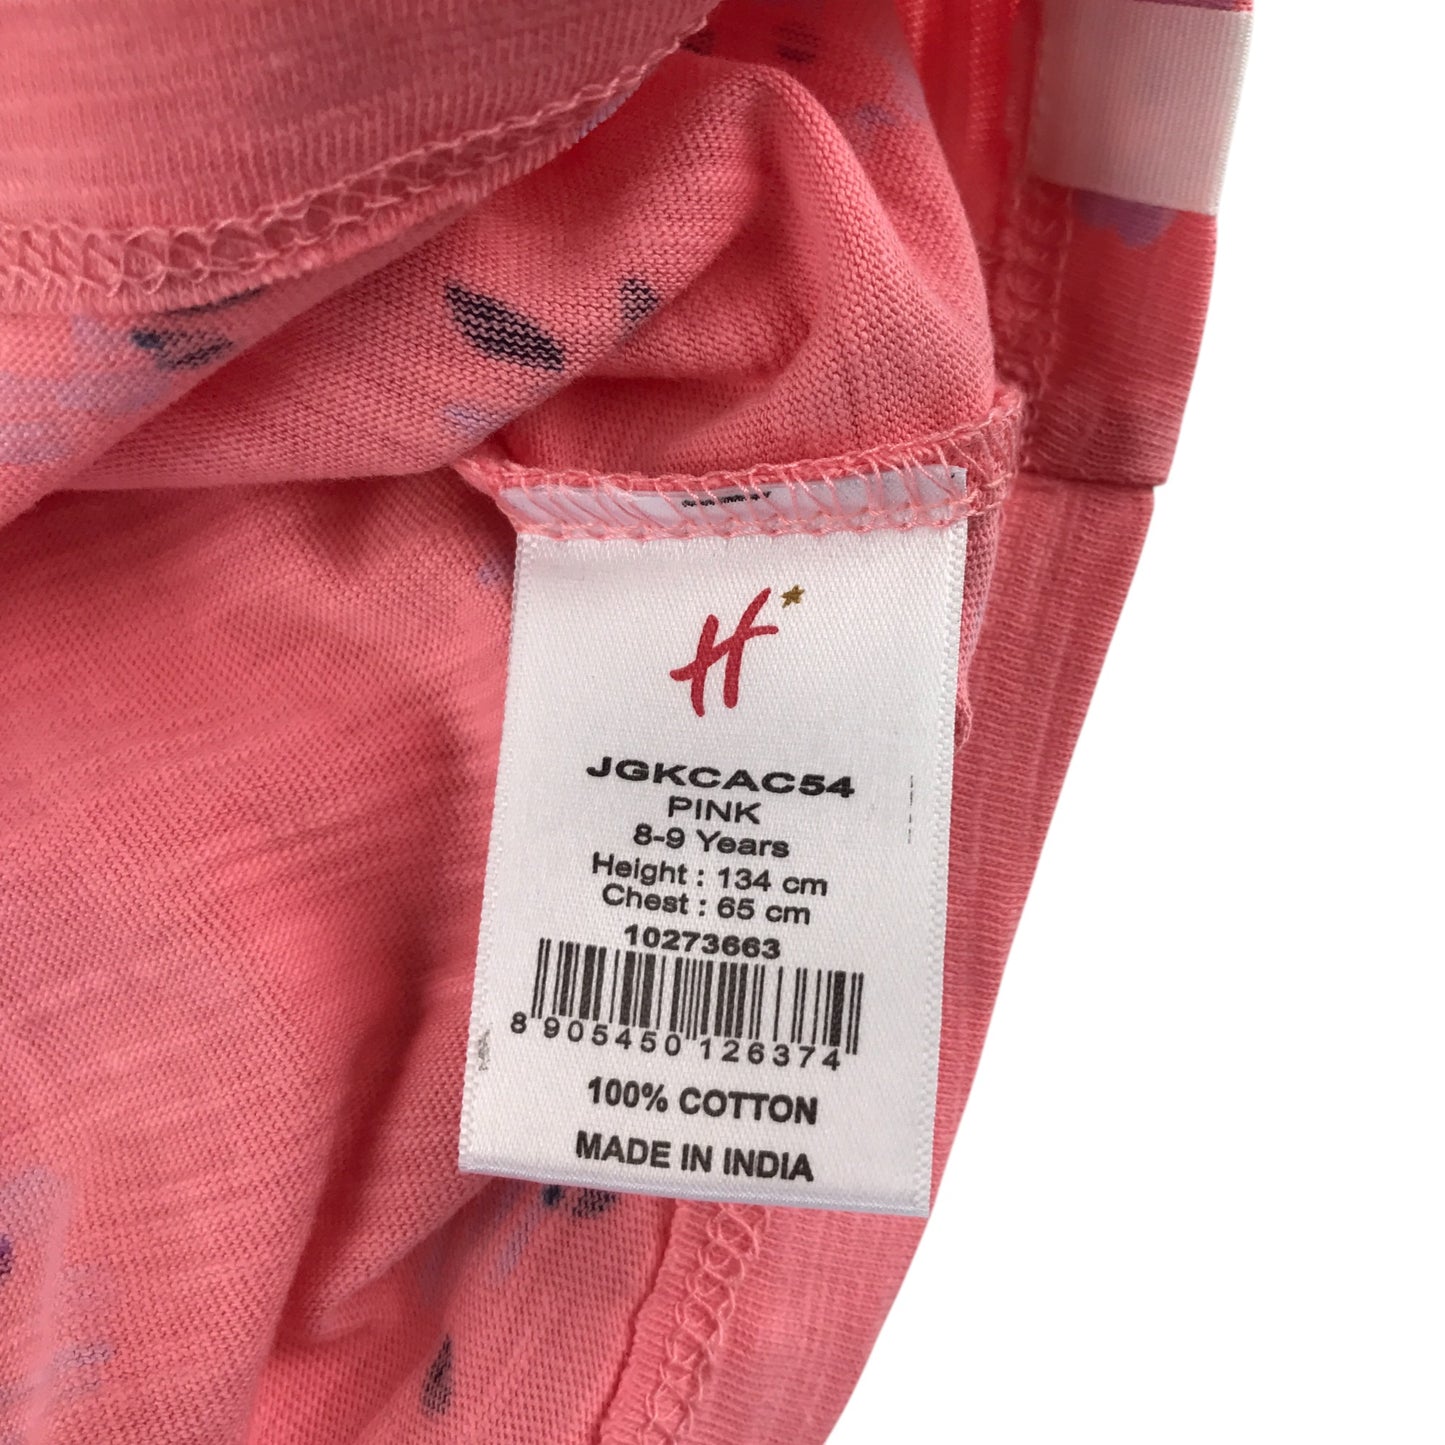 H
JGKCAC54
PINK
8-9 Years
Height : 134 cm
Chest : 65 cm
10273663
8 905450 126374
100% COTTON
MADE IN INDIA